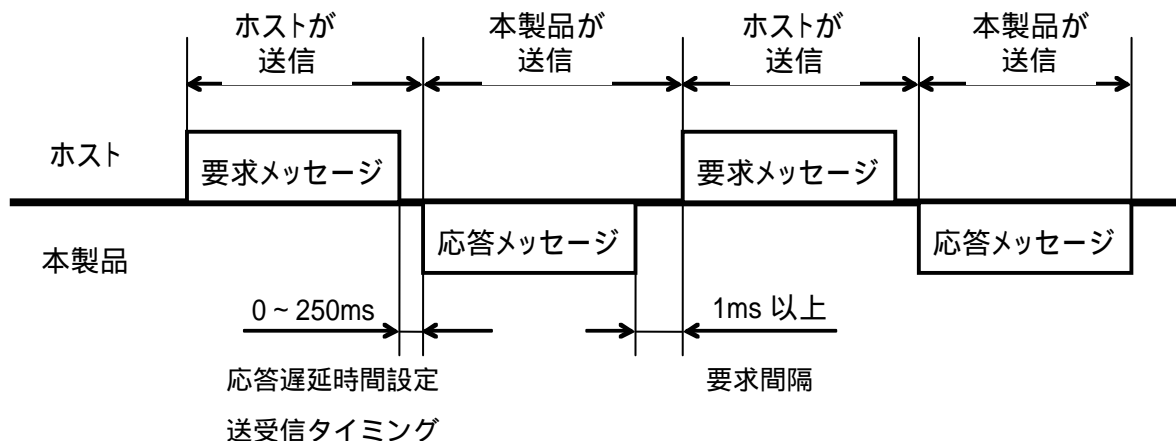 ホストが
送信
本製品が
送信
ホストが
送信
本製品が
送信
ホスト
要求メッセージ
要求メッセージ
本製品
応答メッセージ
応答メッセージ
0 ~ 250ms
1ms 以上
応答遅延時間設定
要求間隔
送受信タイミング